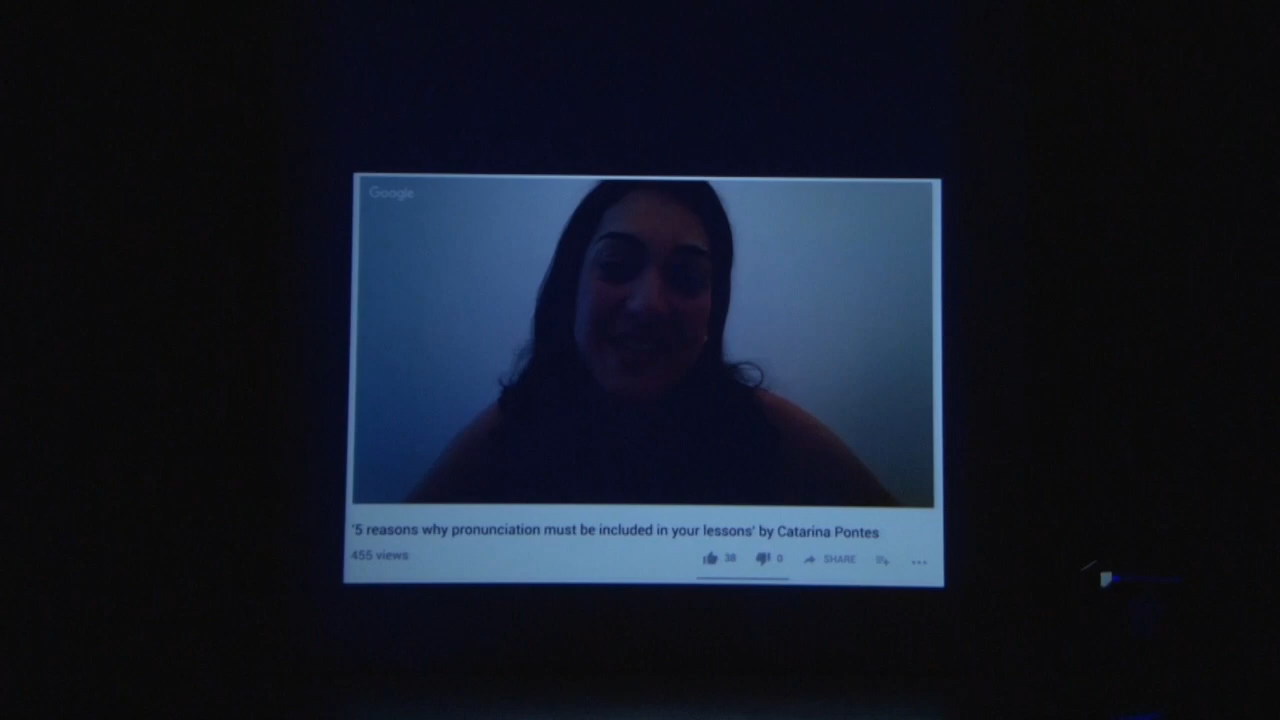 Google
'5 reasons why pronunciation must be included in your lessons' by Catarina Pontes
455 views
38 0 SHARE